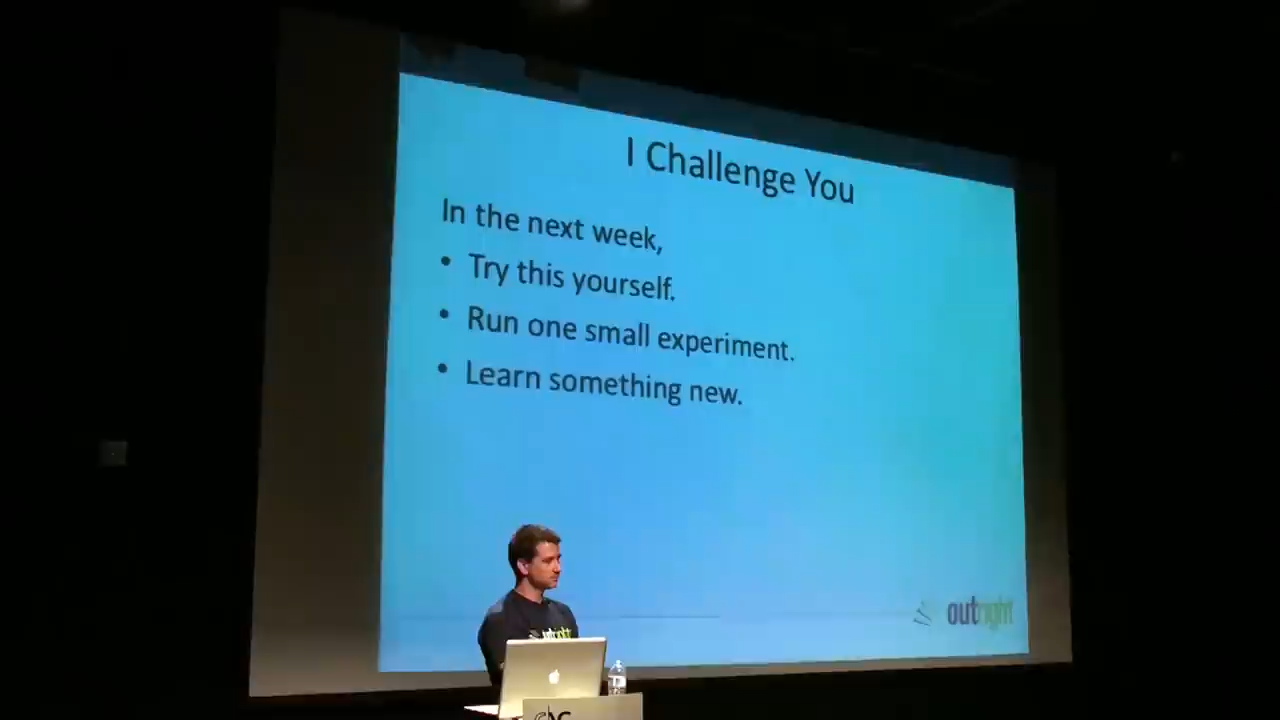 I Challenge You
In the next week,
• Try this yourself.
• Run one small experiment.
• Learn something new.
outright